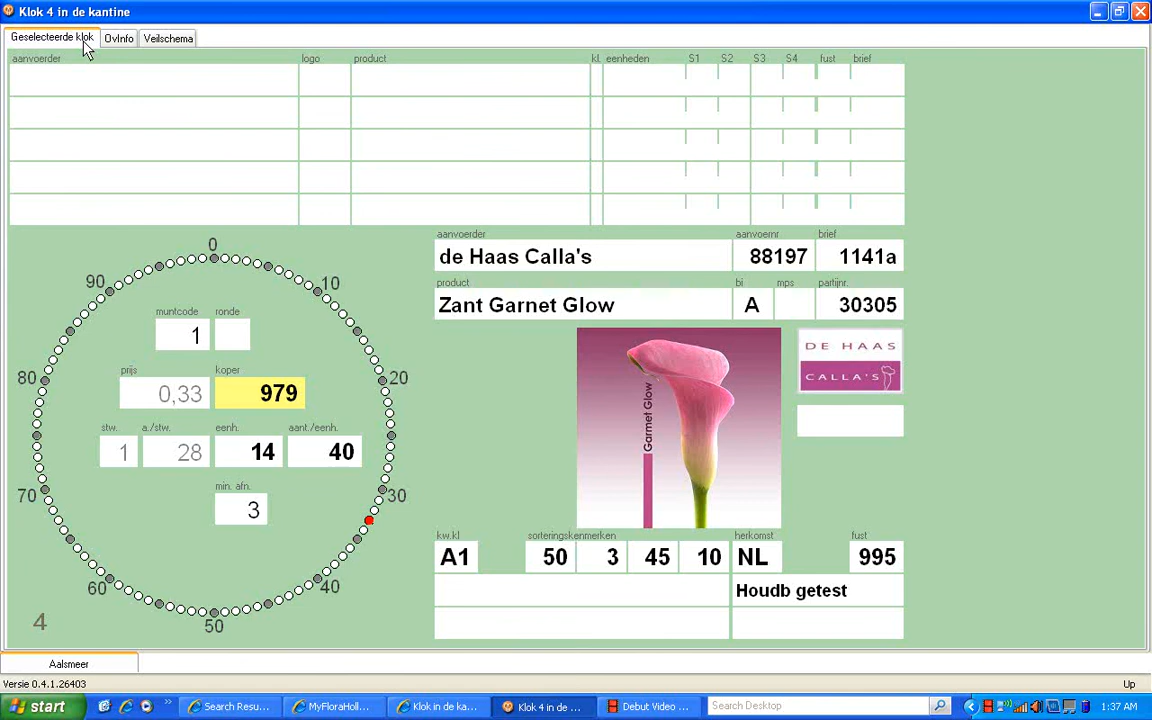 Klok 4 in de kantine
Geselecteerde klok OvInfo Veilschema
aanvoerder logo product kl. eenheden S1 S2 S3 S4 fust brief
aanvoerder aanvoernr. brief
de Haas Calla's 88197 1141a
product bi mps partijnr.
Zant Garnet Glow A 30305
0
10
20
30
40
50
60
70
80
90
muntcode ronde
1
prijs koper
0,33 979
stw. a./stw. eenh. aant./eenh.
1 28 14 40
min. afn.
3
4
Garnet Glow
DE HAAS
CALLA'S
kw.kl sorteringskenmerken herkomst fust
A1 50 3 45 10 NL 995
Houdb getest
Aalsmeer
Versie 0.4.1.26403 Up
start Search Resu... MyFloraHoll... Klok in de ka... Klok 4 in de ... Debut Video ... Search Desktop 1:37 AM